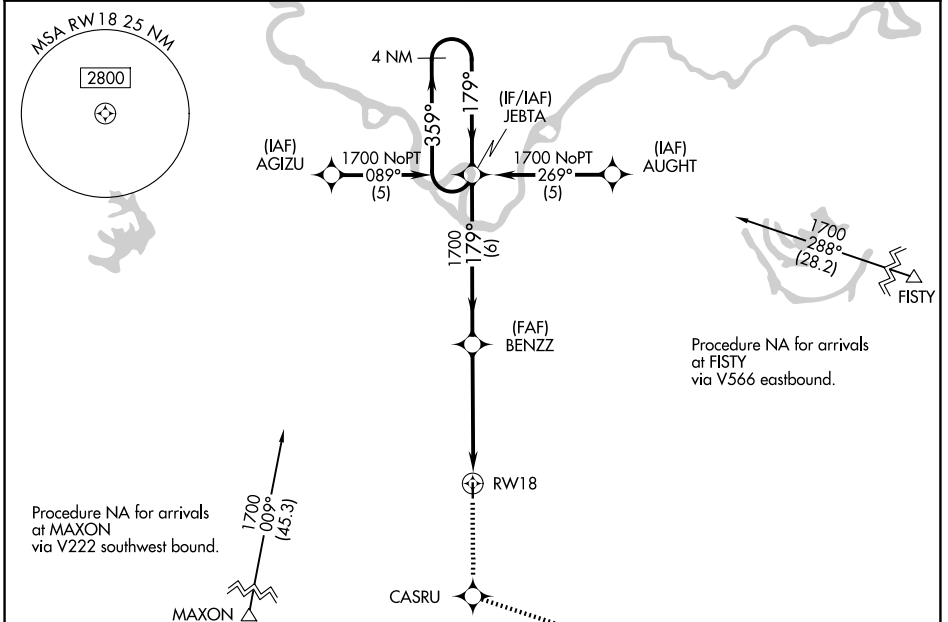 MSA RW18 25 NM
2800
4 NM
359°
179°
(IF/IAF)
JEBTA
(IAF)
AGIZU
1700 NoPT
089°
(5)
1700 NoPT
269°
(5)
(IAF)
AUGHT
1700
179°
(6)
1700
288°
(28.2)
FISTY
(FAF)
BENZZ
Procedure NA for arrivals
at FISTY
via V566 eastbound.
RW18
Procedure NA for arrivals
at MAXON
via V222 southwest bound.
1700
009°
(45.3)
CASRU
MAXON